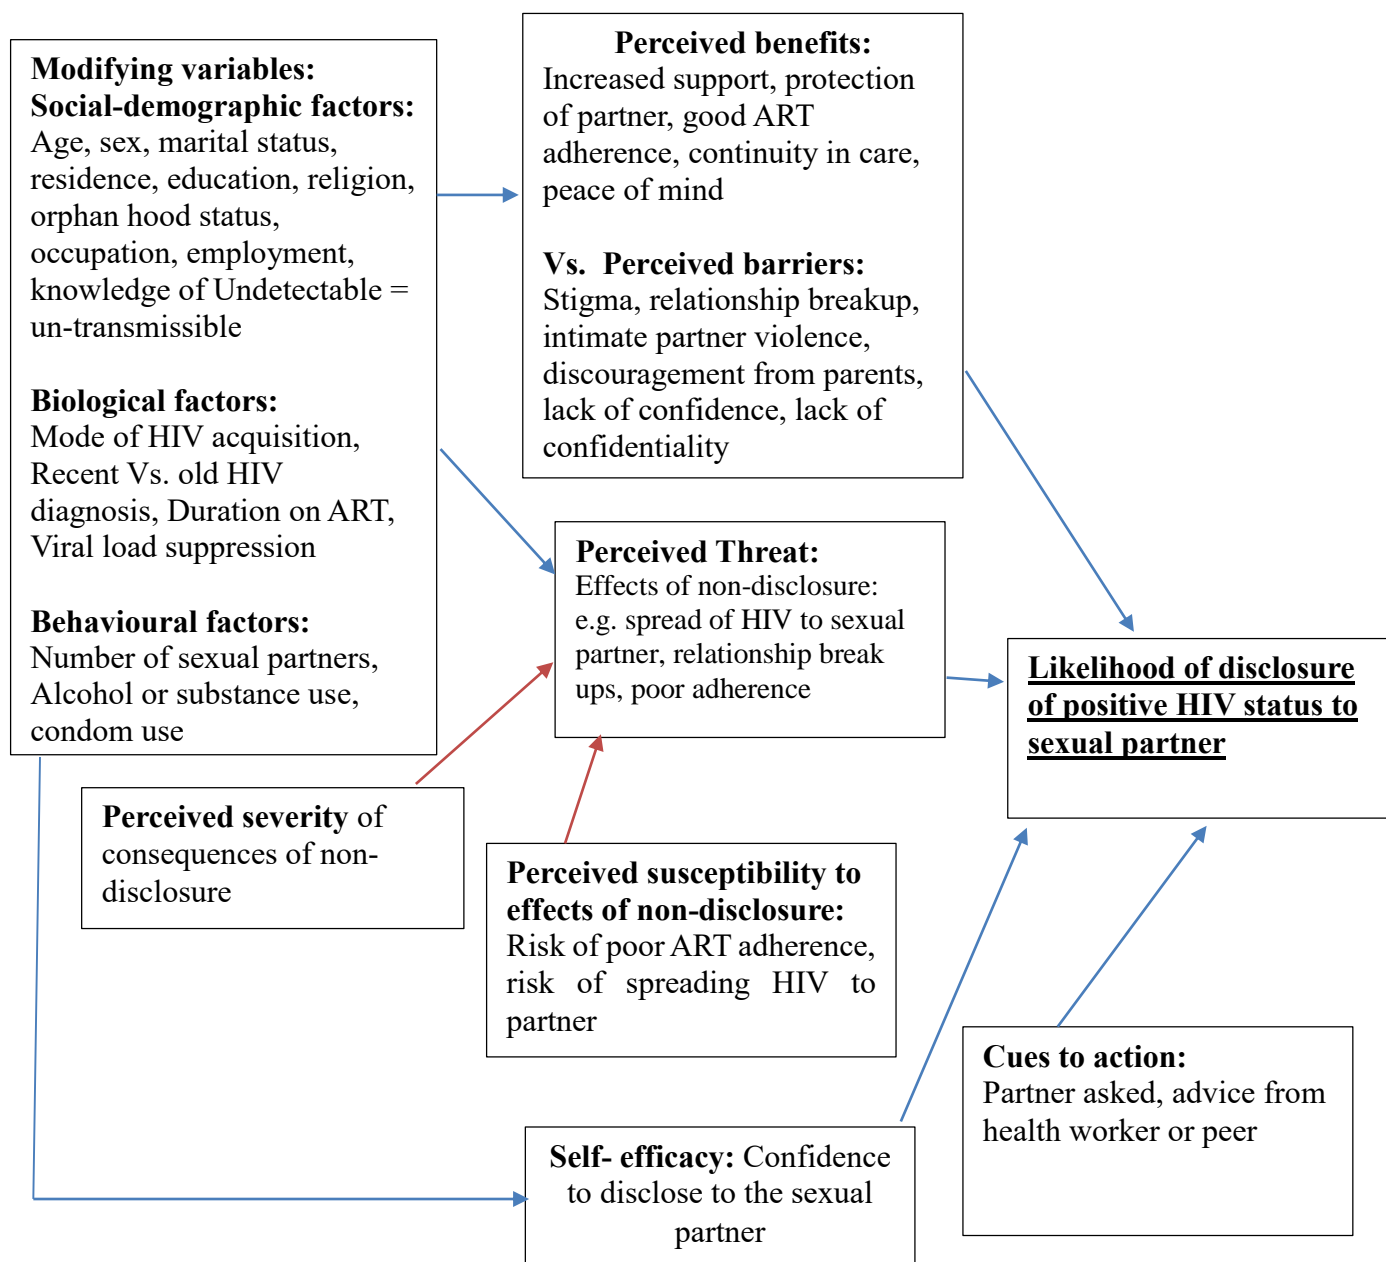 Modifying variables:
Social-demographic factors:
Age, sex, marital status,
residence, education, religion,
orphan hood status,
occupation, employment,
knowledge of Undetectable =
un-transmissible
Biological factors:
Mode of HIV acquisition,
Recent Vs. old HIV
diagnosis, Duration on ART,
Viral load suppression
Behavioural factors:
Number of sexual partners,
Alcohol or substance use,
condom use
Perceived benefits:
Increased support, protection
of partner, good ART
adherence, continuity in care,
peace of mind
Vs. Perceived barriers:
Stigma, relationship breakup,
intimate partner violence,
discouragement from parents,
lack of confidence, lack of
confidentiality
Perceived Threat:
Effects of non-disclosure:
e.g. spread of HIV to sexual
partner, relationship break
ups, poor adherence
Likelihood of disclosure
of positive HIV status to
sexual partner
Perceived severity of
consequences of non-
disclosure
Perceived susceptibility to
effects of non-disclosure:
Risk of poor ART adherence,
risk of spreading HIV to
partner
Cues to action:
Partner asked, advice from
health worker or peer
Self- efficacy: Confidence
to disclose to the sexual
partner